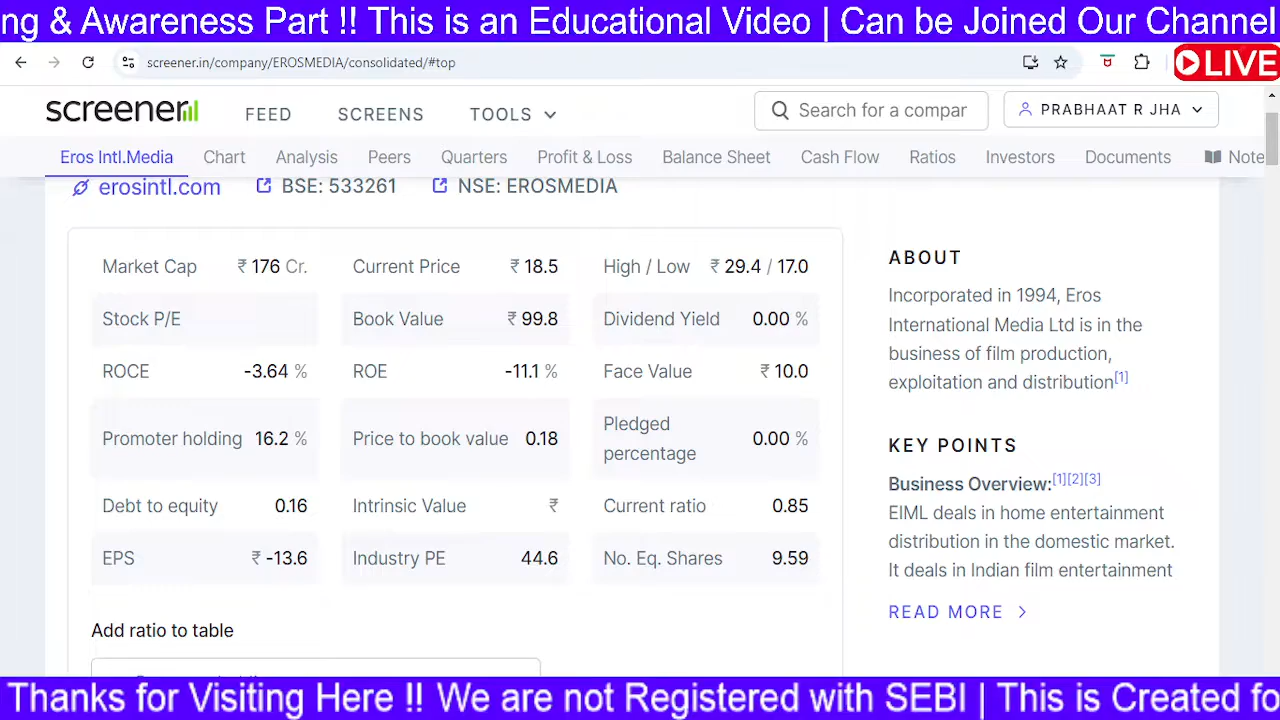 ng & Awareness Part !! This is an Educational Video | Can be Joined Our Channel
screener.in/company/EROSMEDIA/consolidated/#top
LIVE
screener
FEED
SCREENS
TOOLS
Search for a compar
PRABHAAT R JHA
Eros Intl.Media
Chart
Analysis
Peers
Quarters
Profit & Loss
Balance Sheet
Cash Flow
Ratios
Investors
Documents
Note
erosintl.com
BSE: 533261
NSE: EROSMEDIA
Market Cap ₹ 176 Cr.
Current Price ₹ 18.5
High / Low ₹ 29.4 / 17.0
Stock P/E
Book Value ₹ 99.8
Dividend Yield 0.00 %
ROCE -3.64 %
ROE -11.1 %
Face Value ₹ 10.0
Promoter holding 16.2 %
Price to book value 0.18
Pledged
percentage 0.00 %
Debt to equity 0.16
Intrinsic Value ₹
Current ratio 0.85
EPS ₹ -13.6
Industry PE 44.6
No. Eq. Shares 9.59
Add ratio to table
ABOUT
Incorporated in 1994, Eros
International Media Ltd is in the
business of film production,
exploitation and distribution[1]
KEY POINTS
Business Overview:[1][2][3]
EIML deals in home entertainment
distribution in the domestic market.
It deals in Indian film entertainment
READ MORE
Thanks for Visiting Here !! We are not Registered with SEBI | This is Created fo